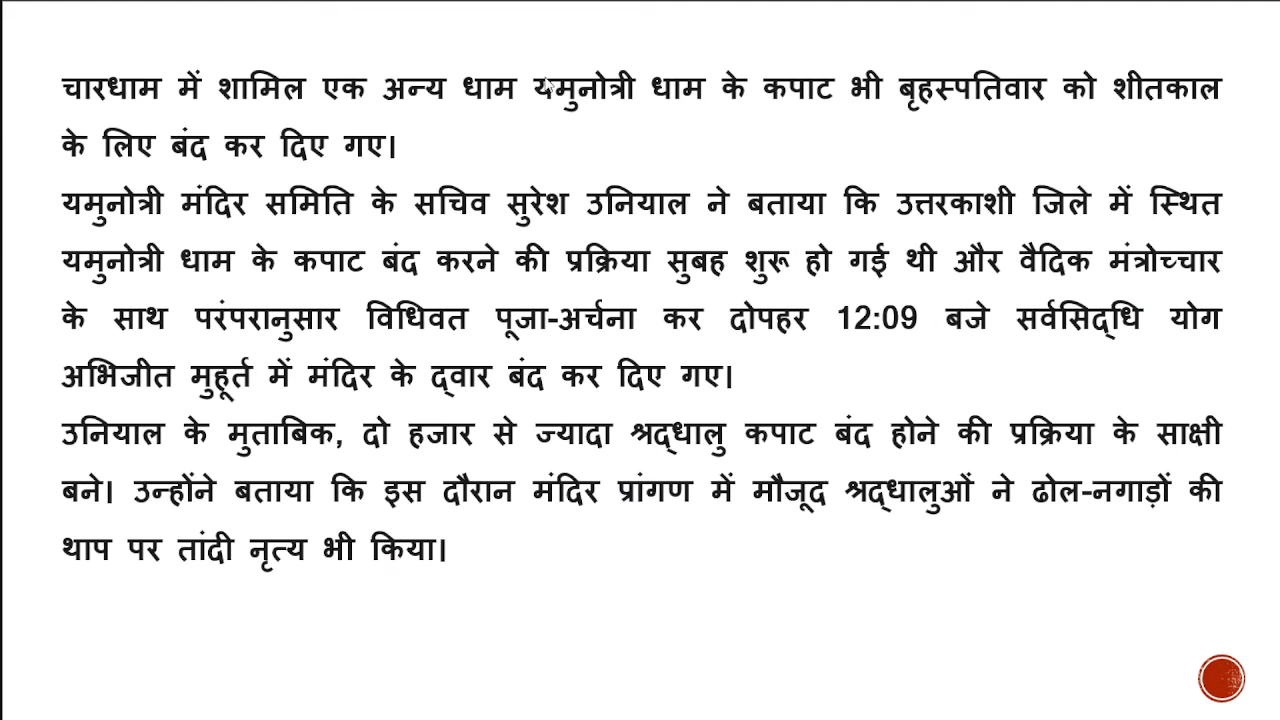 चारधाम में शामिल एक अन्य धाम यमुनोत्री धाम के कपाट भी बृहस्पतिवार को शीतकाल
के लिए बंद कर दिए गए।
यमुनोत्री मंदिर समिति के सचिव सुरेश उनियाल ने बताया कि उत्तरकाशी जिले में स्थित
यमुनोत्री धाम के कपाट बंद करने की प्रक्रिया सुबह शुरू हो गई थी और वैदिक मंत्रोच्चार
के साथ परंपरानुसार विधिवत पूजा-अर्चना कर दोपहर 12:09 बजे सर्वसिद्धि योग
अभिजीत मुहूर्त में मंदिर के द्वार बंद कर दिए गए।
उनियाल के मुताबिक, दो हजार से ज्यादा श्रद्धालु कपाट बंद होने की प्रक्रिया के साक्षी
बने। उन्होंने बताया कि इस दौरान मंदिर प्रांगण में मौजूद श्रद्धालुओं ने ढोल-नगाड़ों की
थाप पर तांदी नृत्य भी किया।